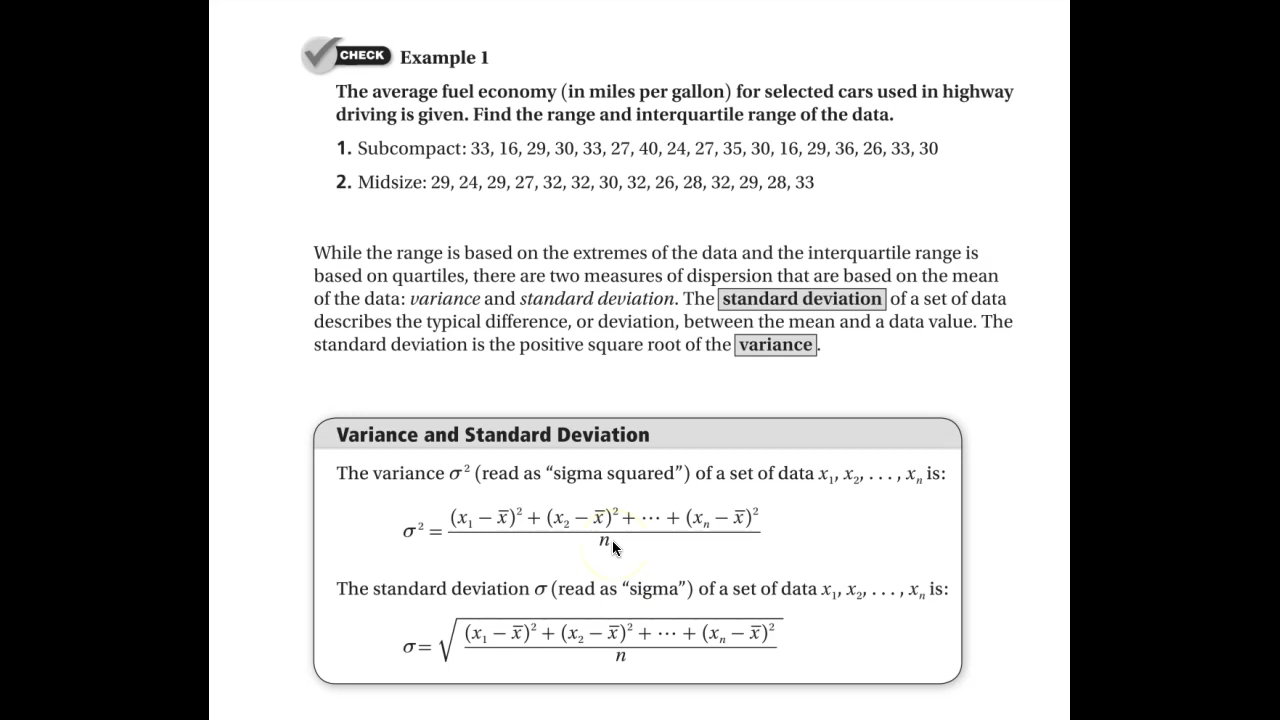 CHECK Example 1
The average fuel economy (in miles per gallon) for selected cars used in highway
driving is given. Find the range and interquartile range of the data.
1. Subcompact: 33, 16, 29, 30, 33, 27, 40, 24, 27, 35, 30, 16, 29, 36, 26, 33, 30
2. Midsize: 29, 24, 29, 27, 32, 32, 30, 32, 26, 28, 32, 29, 28, 33
While the range is based on the extremes of the data and the interquartile range is
based on quartiles, there are two measures of dispersion that are based on the mean
of the data: variance and standard deviation. The standard deviation of a set of data
describes the typical difference, or deviation, between the mean and a data value. The
standard deviation is the positive square root of the variance.
Variance and Standard Deviation
The variance σ² (read as “sigma squared”) of a set of data x₁, x₂, . . . , xₙ is:
σ² = (x₁ − x̅)² + (x₂ − x̅)² + ⋯ + (xₙ − x̅)²
n
The standard deviation σ (read as “sigma”) of a set of data x₁, x₂, . . . , xₙ is:
σ = √ (x₁ − x̅)² + (x₂ − x̅)² + ⋯ + (xₙ − x̅)²
n